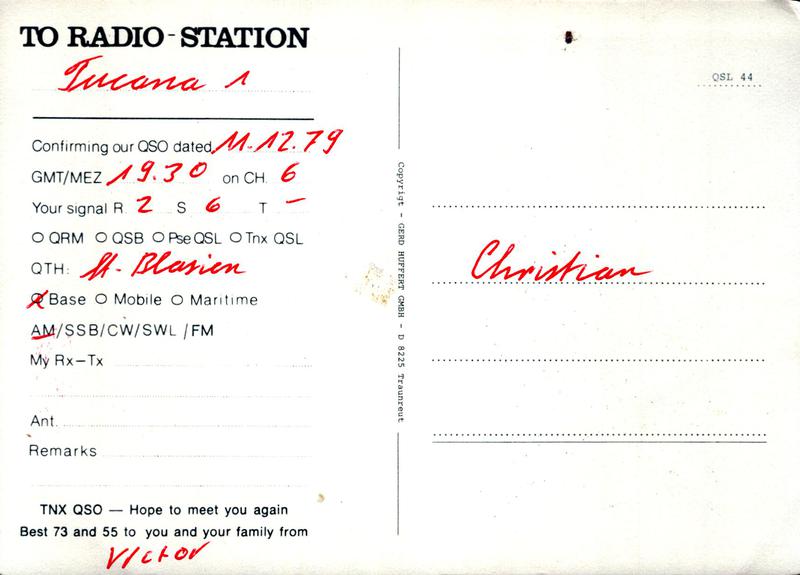 TO RADIO-STATION
Tucana 1
Confirming our QSO dated 11.12.79
GMT/MEZ 19.30 on CH. 6
Your signal R 2 S 6 T -
O QRM O QSB O Pse QSL O Tnx QSL
QTH: St. Blasien
O Base O Mobile O Maritime
AM/SSB/CW/SWL /FM
My Rx-Tx
Ant.
Remarks
TNX QSO — Hope to meet you again
Best 73 and 55 to you and your family from
Victor
Copyrigt - GERD HUFFERT GMBH - D 8225 Traunreut
QSL 44
Christian